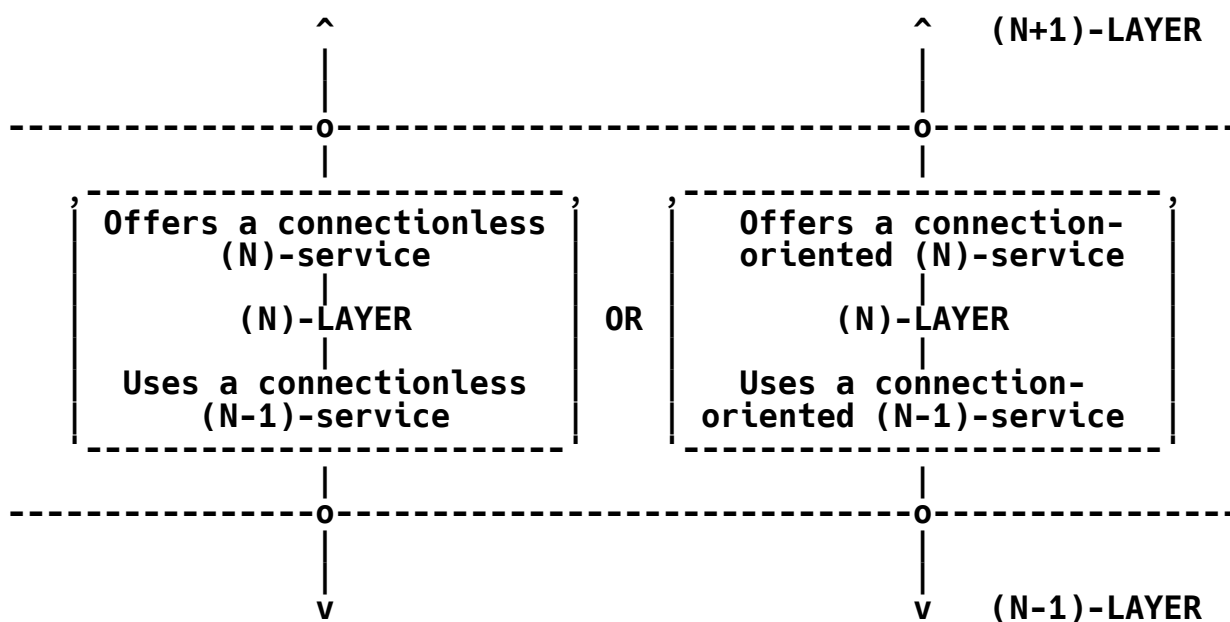 (N+1)-LAYER
Offers a connectionless
(N)-service
(N)-LAYER
Uses a connectionless
(N-1)-service
OR
Offers a connection-
oriented (N)-service
(N)-LAYER
Uses a connection-
oriented (N-1)-service
(N-1)-LAYER